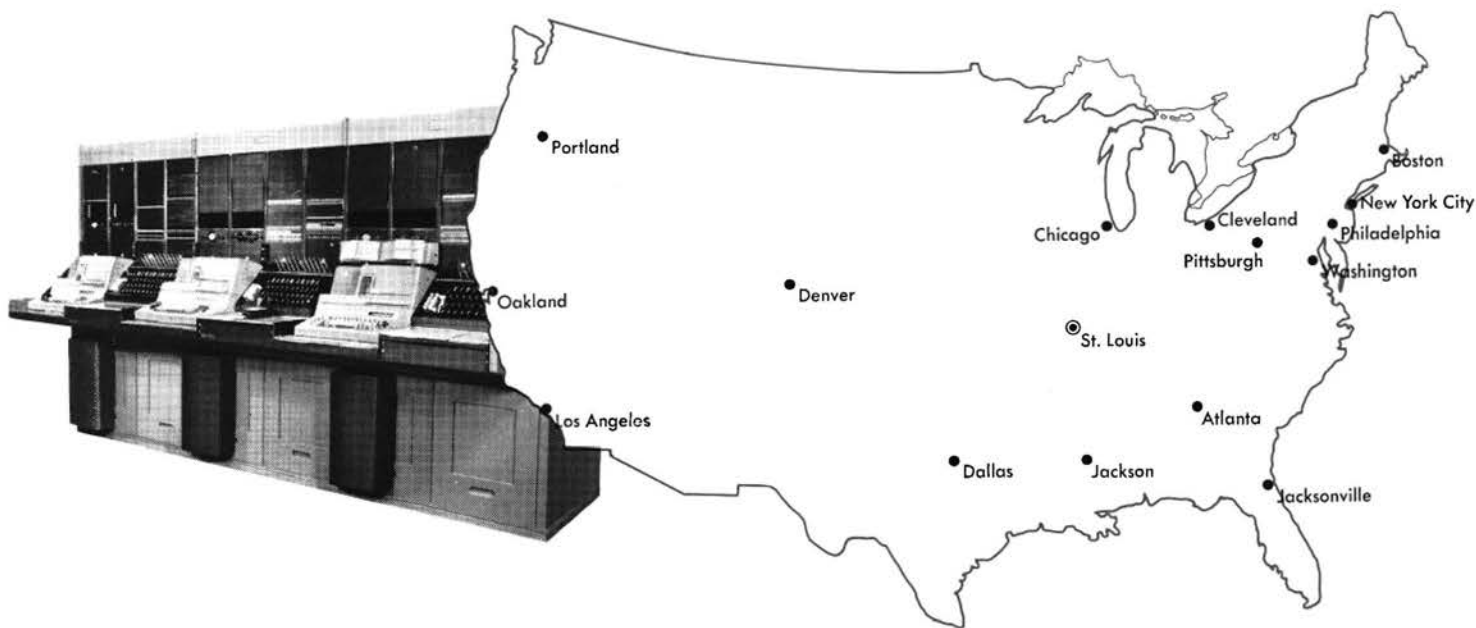 Portland
Boston
New York City
Cleveland
Chicago
Philadelphia
Pittsburgh
Washington
Denver
Oakland
St. Louis
Atlanta
Los Angeles
Dallas
Jackson
Jacksonville